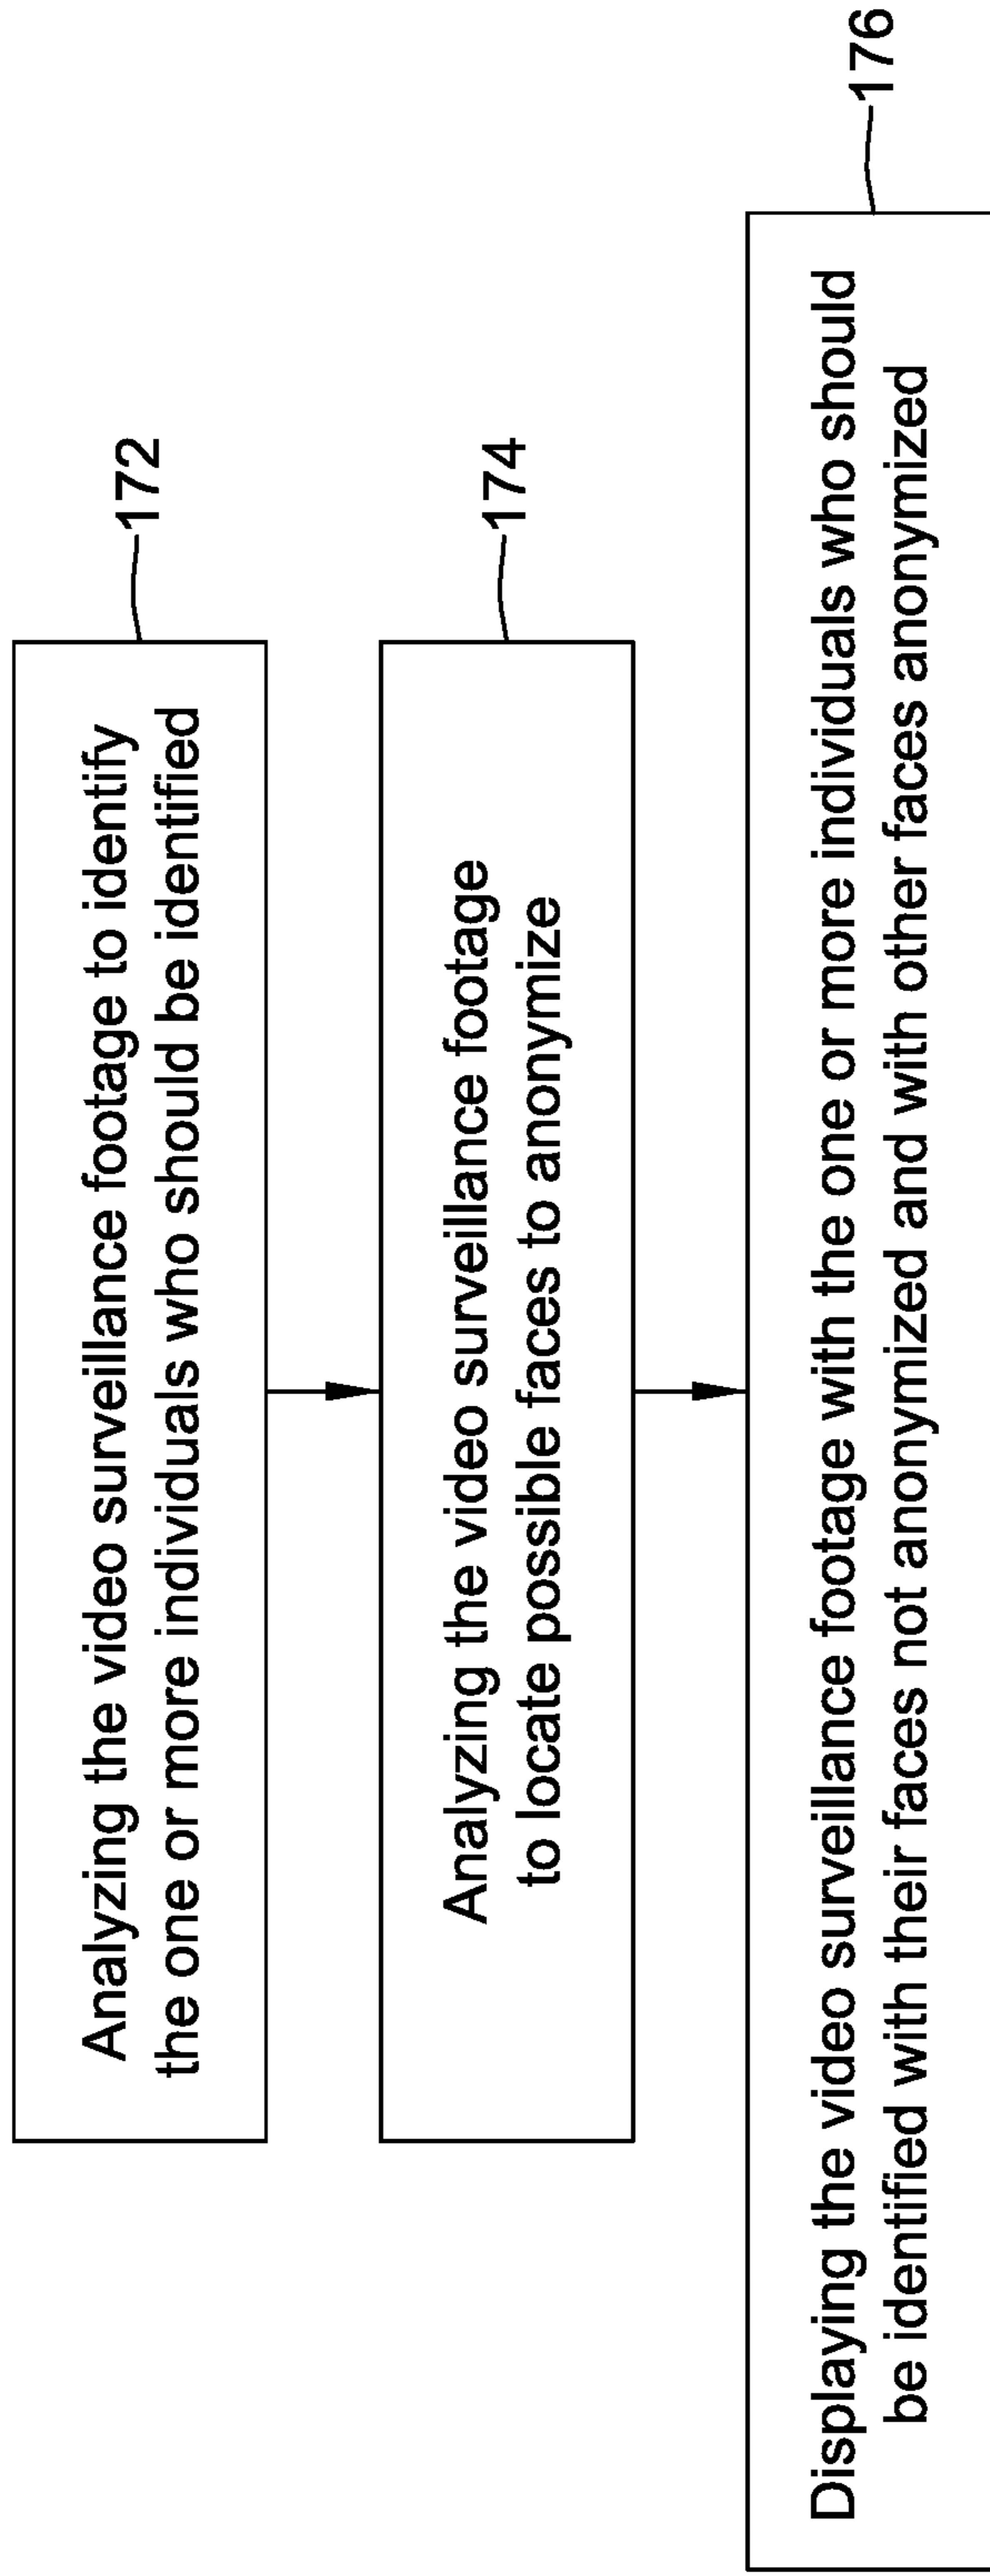 Analyzing the video surveillance footage to identify
the one or more individuals who should be identified
172
Analyzing the video surveillance footage
to locate possible faces to anonymize
174
Displaying the video surveillance footage with the one or more individuals who should
be identified with their faces not anonymized and with other faces anonymized
176